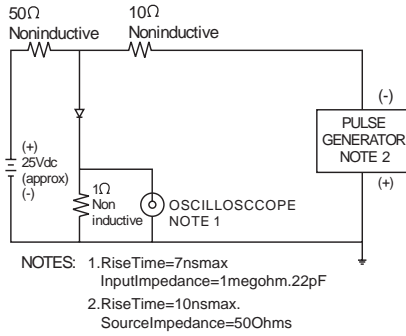 50Ω
Noninductive
10Ω
Noninductive
(+)
25Vdc
(approx)
(-)
1Ω
Non
inductive
OSCILLOSCCOPE
NOTE 1
(-)
PULSE
GENERATOR
NOTE 2
(+)
NOTES: 1.RiseTime=7nsmax
InputImpedance=1megohm.22pF
2.RiseTime=10nsmax.
SourceImpedance=50Ohms